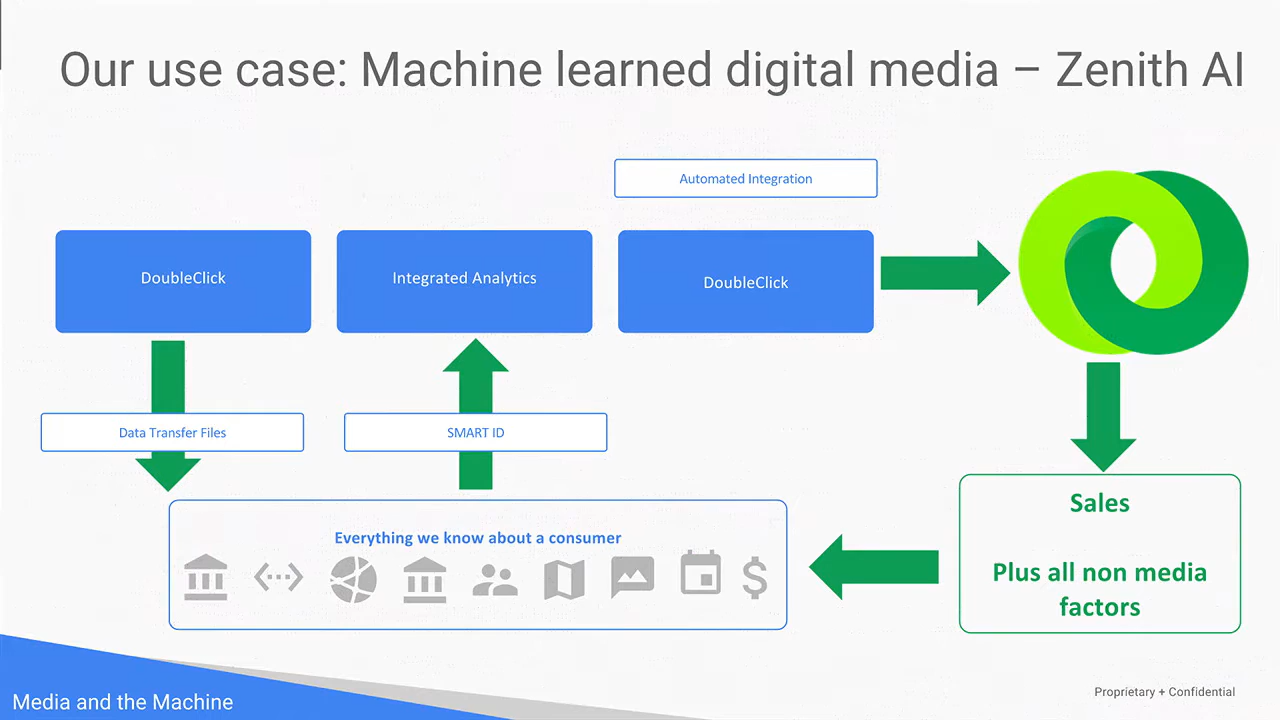 Our use case: Machine learned digital media – Zenith AI
Automated Integration
DoubleClick
Integrated Analytics
DoubleClick
Data Transfer Files
SMART ID
Everything we know about a consumer
Sales
Plus all non media
factors
Media and the Machine
Proprietary + Confidential